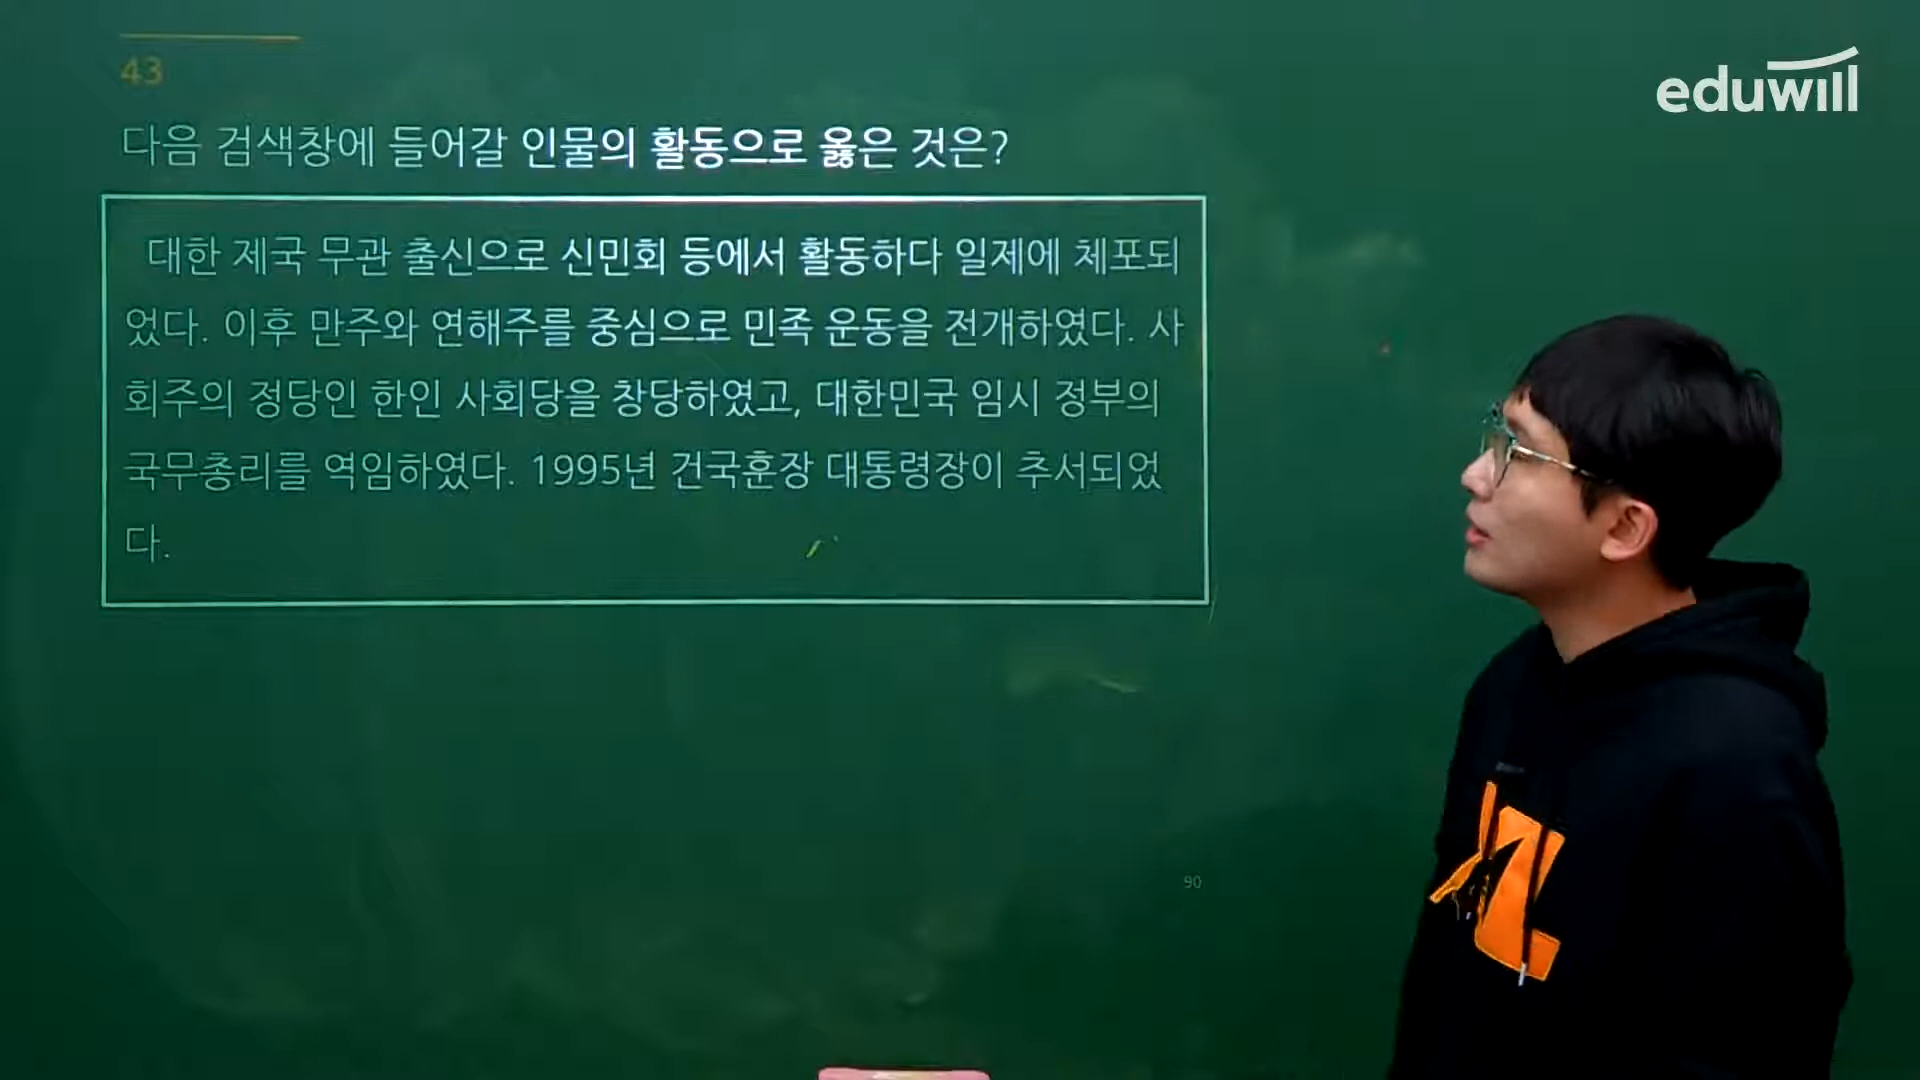 43
eduwill
다음 검색창에 들어갈 인물의 활동으로 옳은 것은?
대한 제국 무관 출신으로 신민회 등에서 활동하다 일제에 체포되
었다. 이후 만주와 연해주를 중심으로 민족 운동을 전개하였다. 사
회주의 정당인 한인 사회당을 창당하였고, 대한민국 임시 정부의
국무총리를 역임하였다. 1995년 건국훈장 대통령장이 추서되었
다.
90